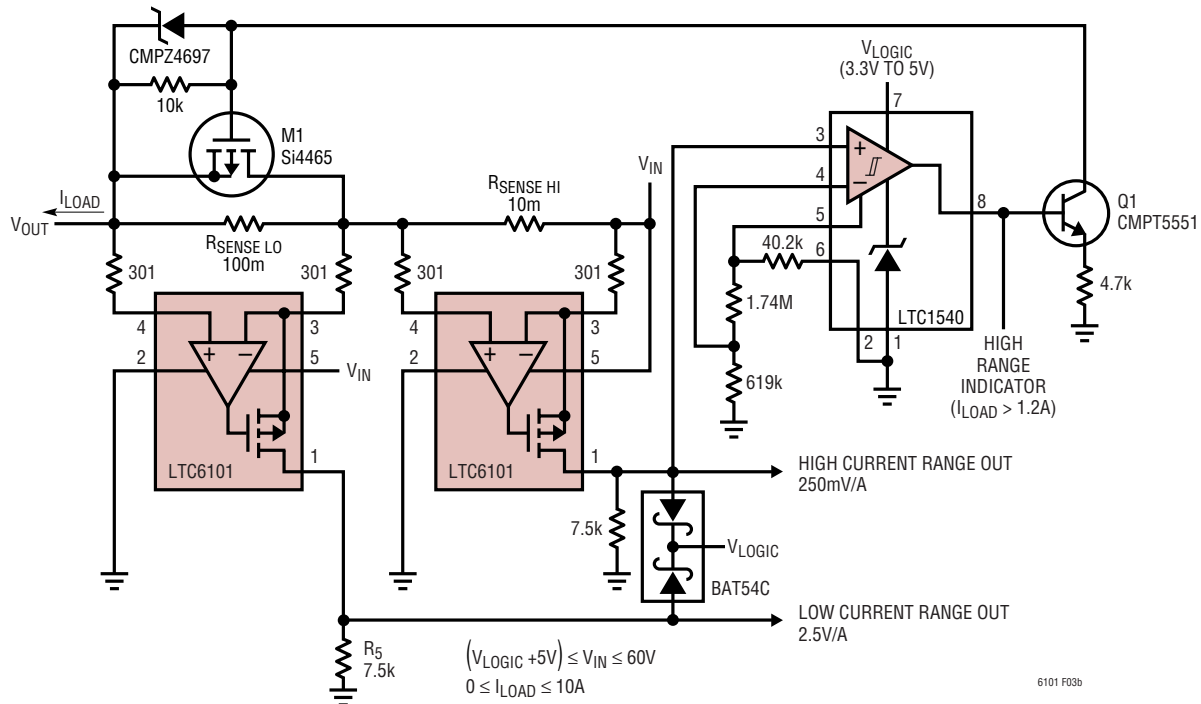 CMPZ4697
10k
M1
Si4465
VLOGIC
(3.3V TO 5V)
7
3
+
4
–
5
40.2k
6
8
Q1
CMPT5551
4.7k
1.74M
LTC1540
2
1
619k
HIGH
RANGE
INDICATOR
(ILOAD > 1.2A)
VIN
ILOAD
VOUT
RSENSE LO
100m
RSENSE HI
10m
301
301
301
301
4
3
2
5
+
–
VIN
1
LTC6101
4
3
2
5
+
–
1
LTC6101
HIGH CURRENT RANGE OUT
250mV/A
7.5k
VLOGIC
BAT54C
LOW CURRENT RANGE OUT
2.5V/A
R5
7.5k
(VLOGIC +5V) ≤ VIN ≤ 60V
0 ≤ ILOAD ≤ 10A
6101 F03b